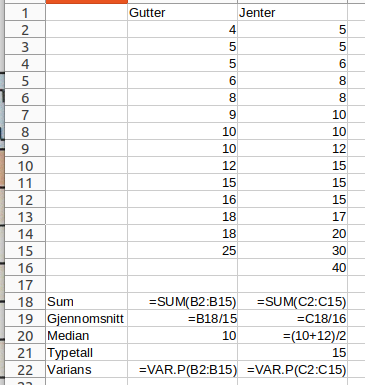 1 Gutter Jenter
2 4 5
3 5 5
4 5 6
5 6 8
6 8 8
7 9 10
8 10 10
9 10 12
10 12 15
11 15 15
12 16 15
13 18 17
14 18 20
15 25 30
16 40
17
18 Sum =SUM(B2:B15) =SUM(C2:C15)
19 Gjennomsnitt =B18/15 =C18/16
20 Median 10 =(10+12)/2
21 Typetall 15
22 Varians =VAR.P(B2:B15) =VAR.P(C2:C15)